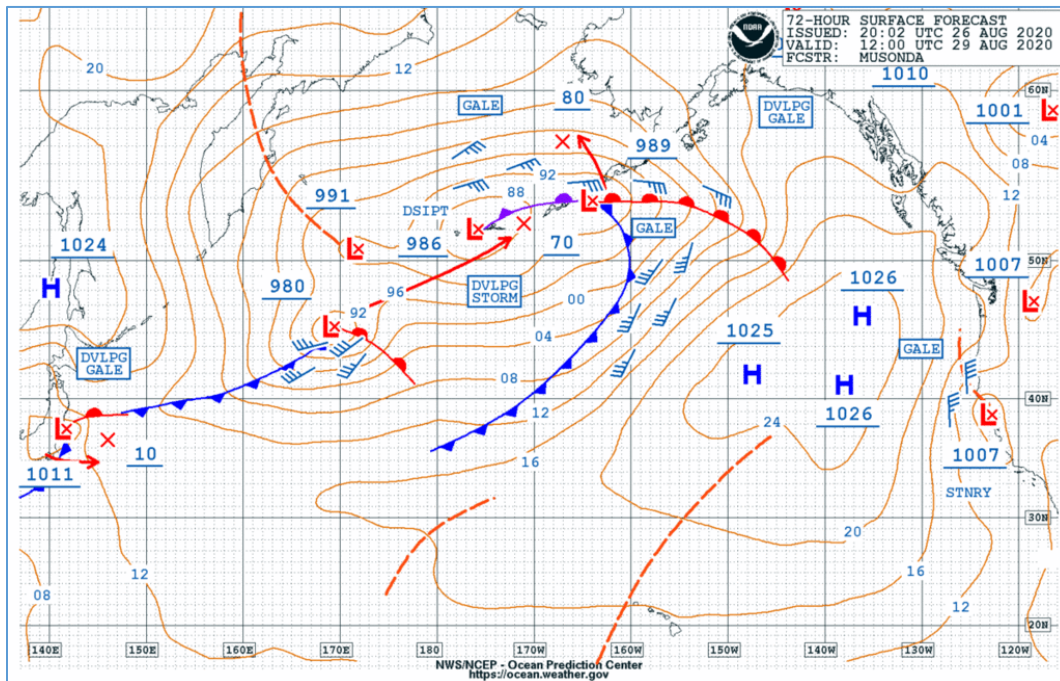 NOAA
72-HOUR SURFACE FORECAST
ISSUED: 20:02 UTC 26 AUG 2020
VALID: 12:00 UTC 29 AUG 2020
FCSTR: MUSONDA
20
12
1010
60N
GALE
80
DVLPG
GALE
1001
04
08
989
92
88
12
991
DSIPT
1024
986
70
GALE
50N
1007
H
L
L
L
L
L
980
96
DVLPG
STORM
00
1026
H
92
04
1025
DVLPG
GALE
H
H
GALE
08
40N
12
1026
24
L
L
10
1011
16
1007
STNRY
30N
20
12
16
08
12
20N
140E
150E
160E
170E
180
170W
160W
150W
140W
130W
120W
NWS/NCEP - Ocean Prediction Center
https://ocean.weather.gov